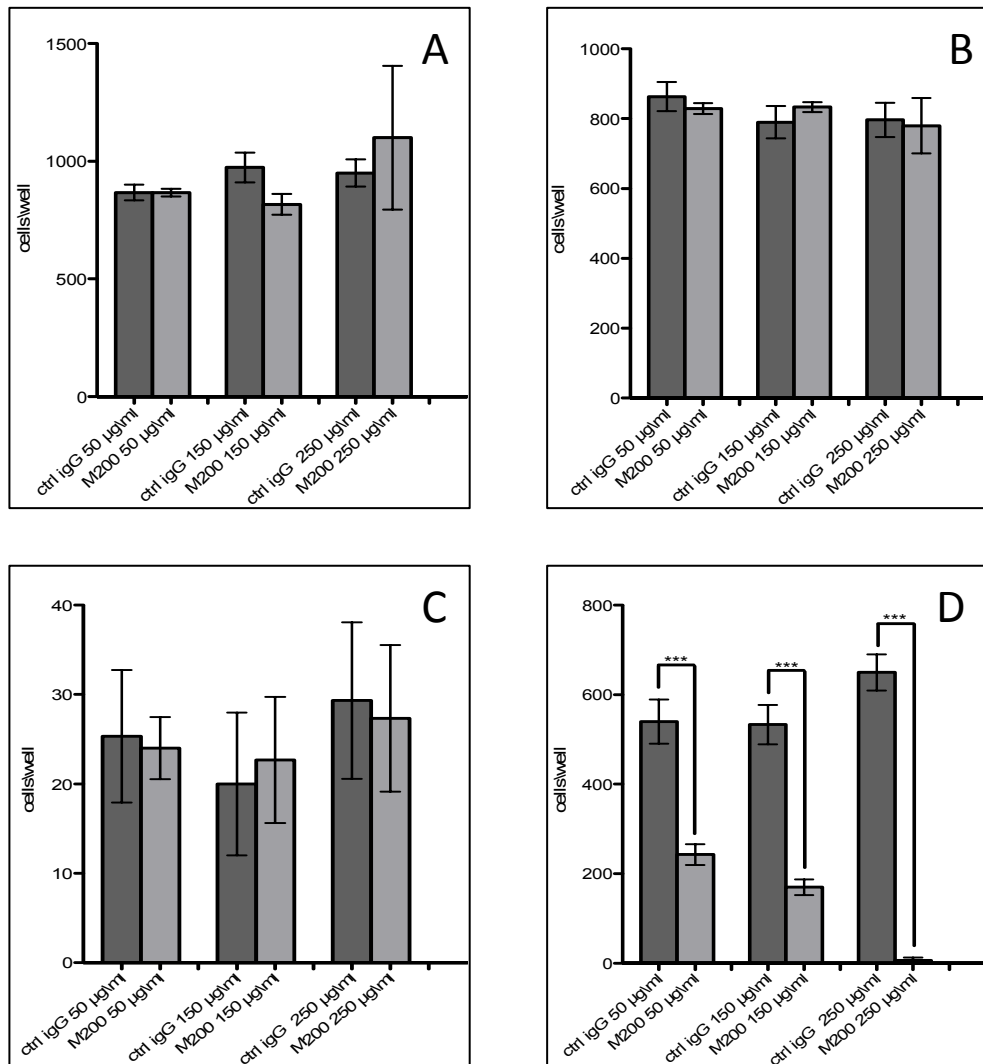 A
1500
1000
500
0
cells\well
ctrl igG 50 µg\ml
M200 50 µg\ml
ctrl igG 150 µg\ml
M200 150 µg\ml
ctrl igG 250 µg\ml
M200 250 µg\ml
B
1000
800
600
400
200
0
cells\well
ctrl igG 50 µg\ml
M200 50 µg\ml
ctrl igG 150 µg\ml
M200 150 µg\ml
ctrl igG 250 µg\ml
M200 250 µg\ml
C
40
30
20
10
0
cells\well
ctrl igG 50 µg\ml
M200 50 µg\ml
ctrl igG 150 µg\ml
M200 150 µg\ml
ctrl igG 250 µg\ml
M200 250 µg\ml
D
800
600
400
200
0
cells\well
***
***
***
ctrl igG 50 µg\ml
M200 50 µg\ml
ctrl igG 150 µg\ml
M200 150 µg\ml
ctrl igG 250 µg\ml
M200 250 µg\ml